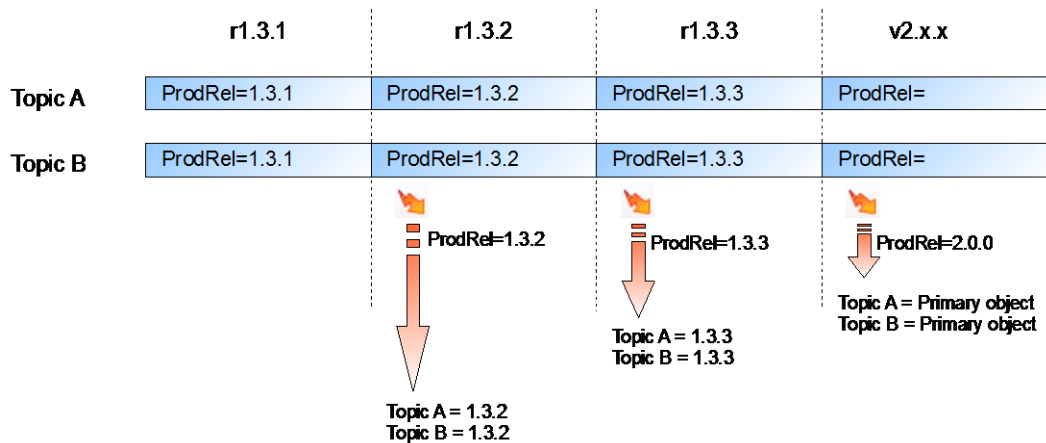 r1.3.1 r1.3.2 r1.3.3 v2.x.x
Topic A ProdRel=1.3.1 ProdRel=1.3.2 ProdRel=1.3.3 ProdRel=
Topic B ProdRel=1.3.1 ProdRel=1.3.2 ProdRel=1.3.3 ProdRel=
ProdRel=1.3.2 ProdRel=1.3.3 ProdRel=2.0.0
Topic A = Primary object
Topic B = Primary object
Topic A = 1.3.3
Topic B = 1.3.3
Topic A = 1.3.2
Topic B = 1.3.2